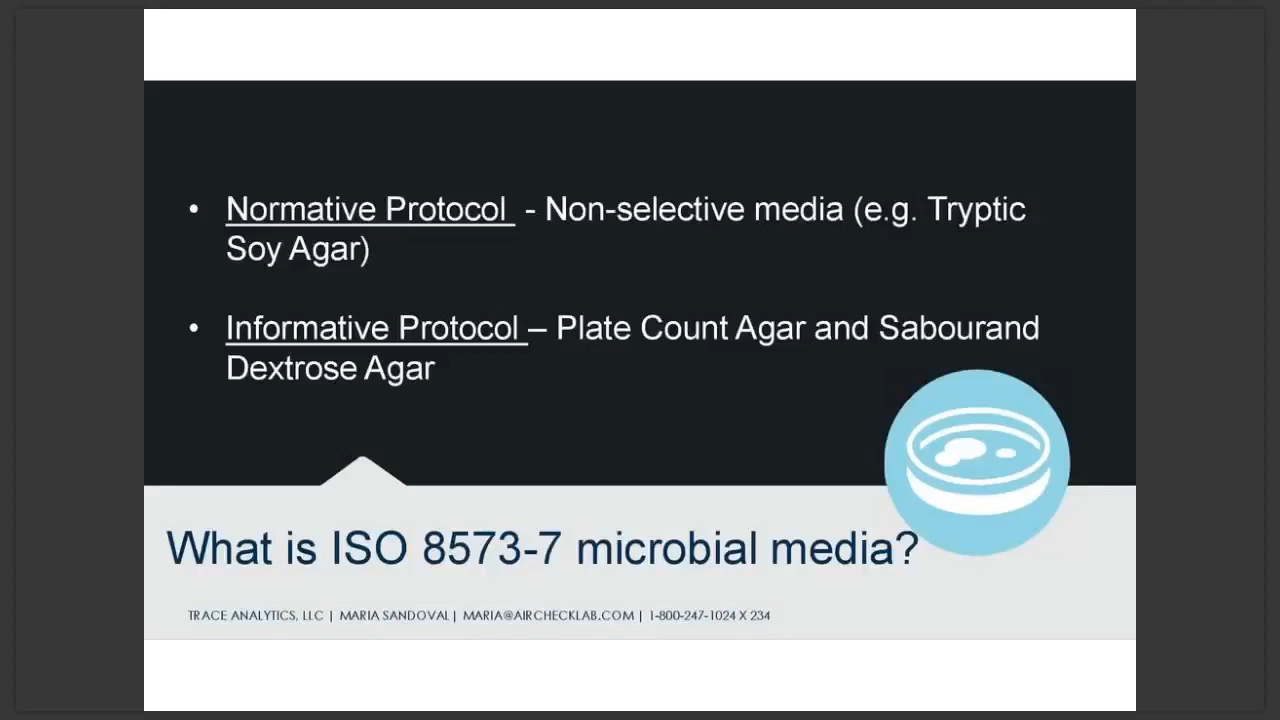 • Normative Protocol - Non-selective media (e.g. Tryptic
Soy Agar)
• Informative Protocol – Plate Count Agar and Sabourand
Dextrose Agar
What is ISO 8573-7 microbial media?
TRACE ANALYTICS, LLC | MARIA SANDOVAL| MARIA@AIRCHECKLAB.COM | 1-800-247-1024 X 234